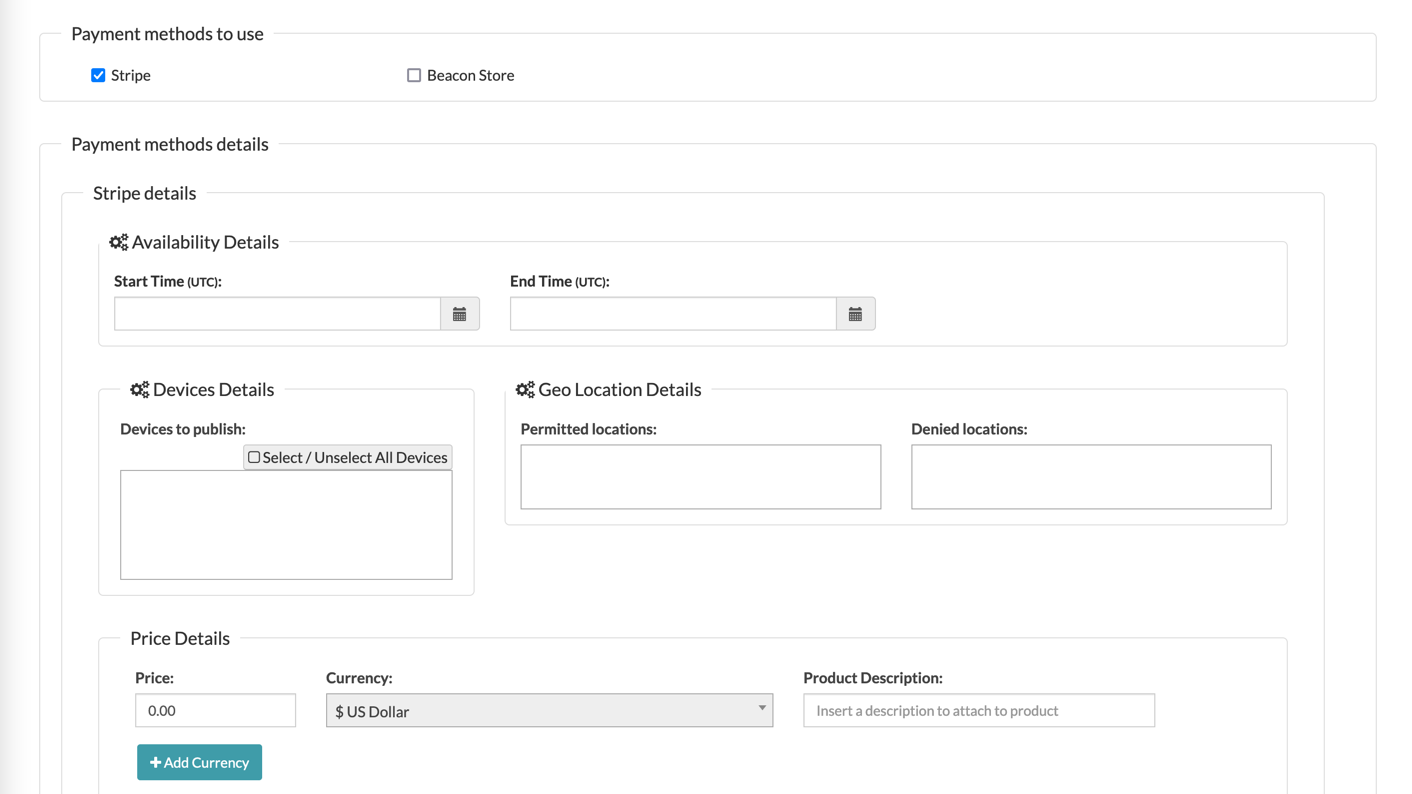 Payment methods to use
Stripe
Beacon Store
Payment methods details
Stripe details
Availability Details
Start Time (UTC):
End Time (UTC):
Devices Details
Devices to publish:
Select / Unselect All Devices
Geo Location Details
Permitted locations:
Denied locations:
Price Details
Price:
Currency:
Product Description:
0.00
$ US Dollar
Insert a description to attach to product
+ Add Currency